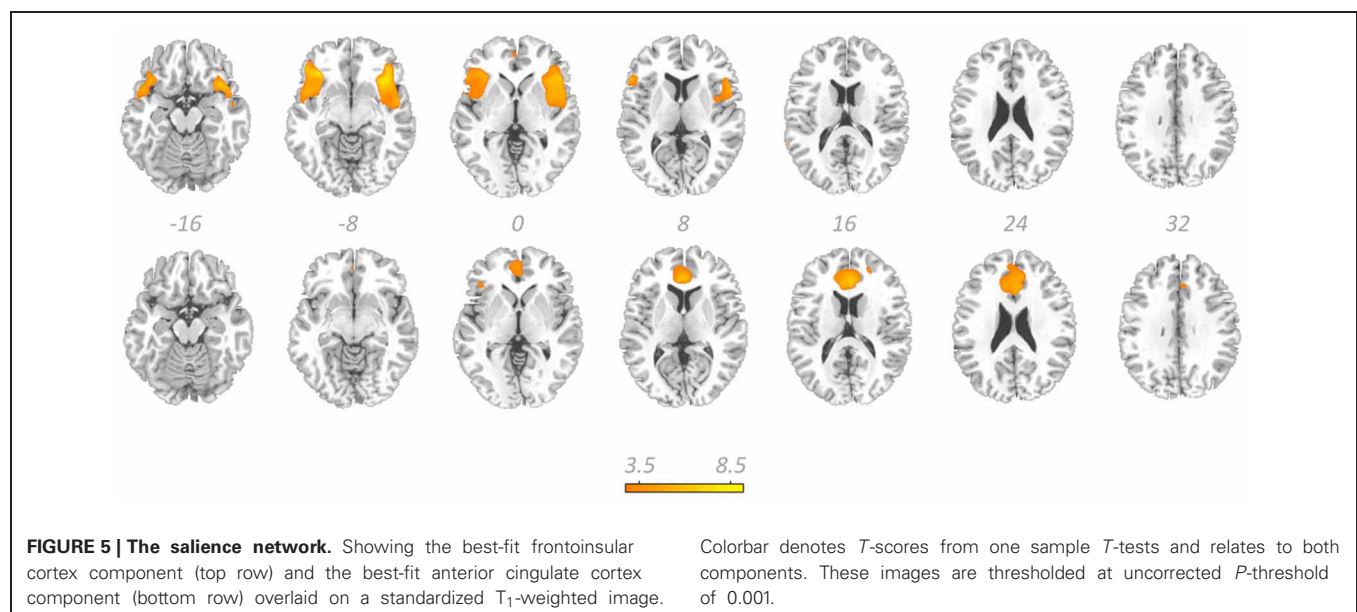 -16 -8 0 8 16 24 32
3.5 8.5
FIGURE 5 | The salience network. Showing the best-fit frontoinsular
cortex component (top row) and the best-fit anterior cingulate cortex
component (bottom row) overlaid on a standardized T1-weighted image.
Colorbar denotes T-scores from one sample T-tests and relates to both
components. These images are thresholded at uncorrected P-threshold
of 0.001.